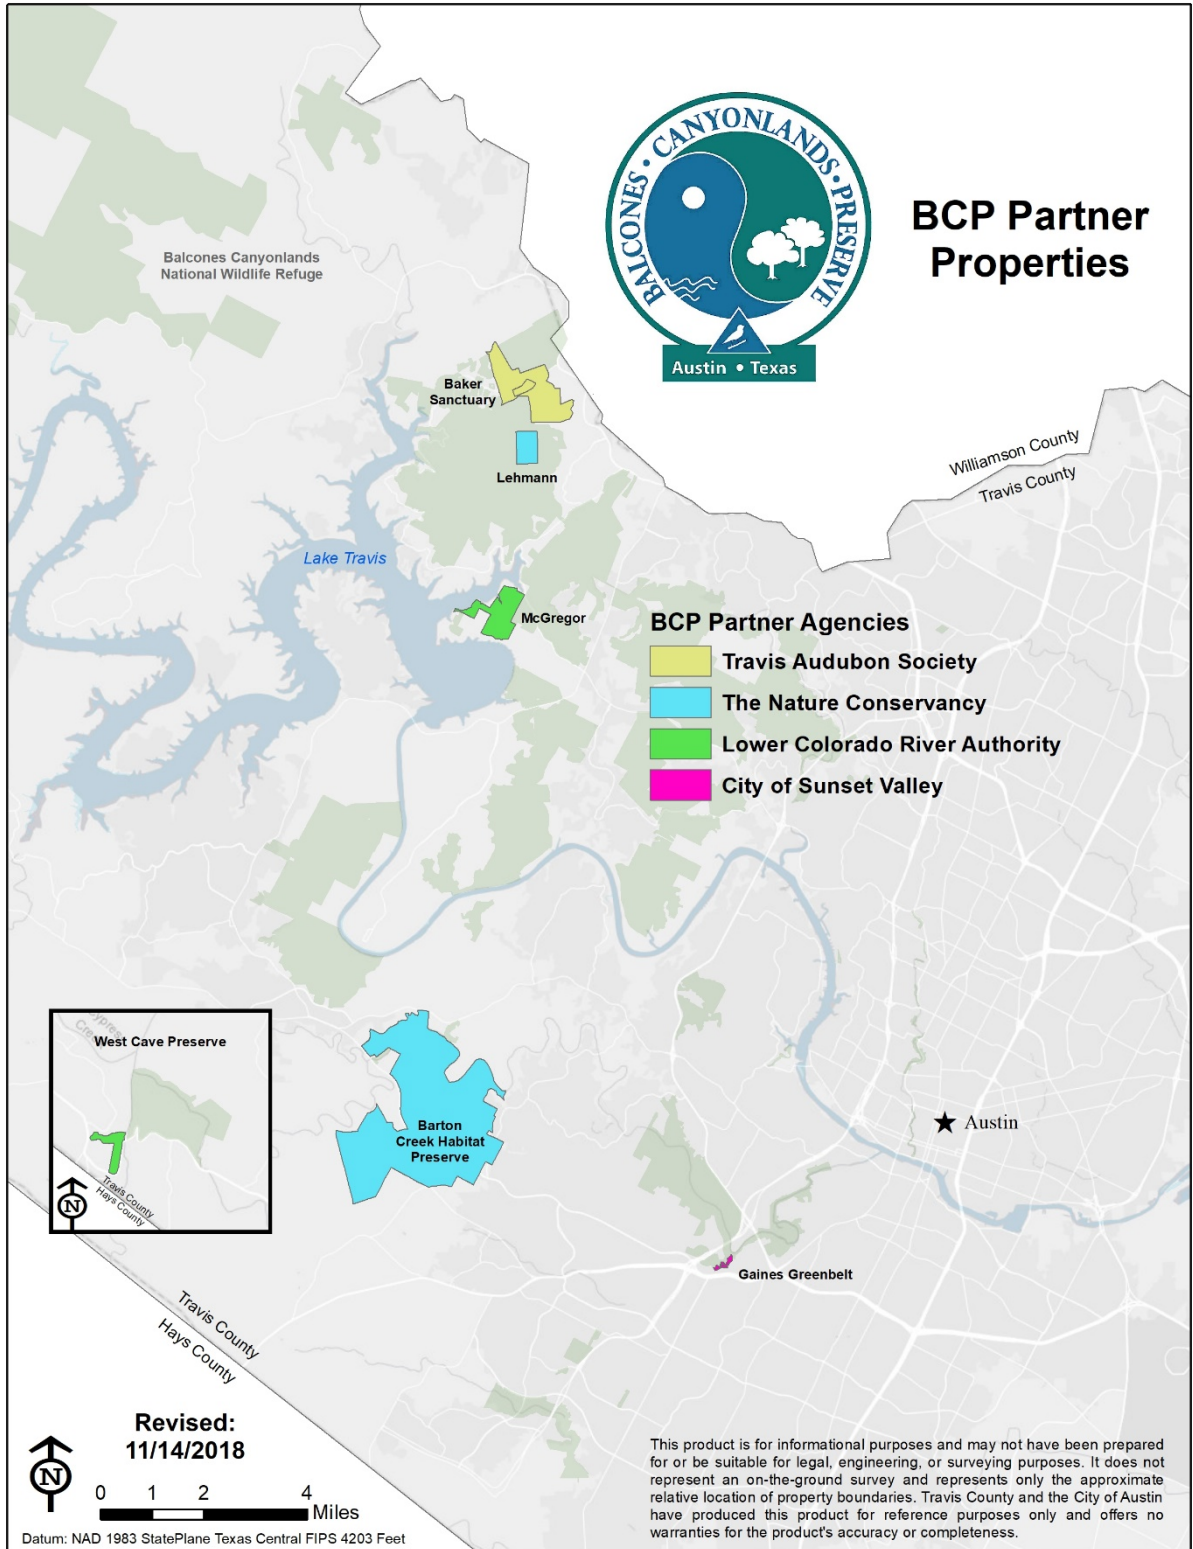 BALCONES • CANYONLANDS • PRESERVE
Austin • Texas
BCP Partner
Properties
Balcones Canyonlands
National Wildlife Refuge
Baker
Sanctuary
Lehmann
Williamson County
Travis County
Lake Travis
McGregor
BCP Partner Agencies
Travis Audubon Society
The Nature Conservancy
Lower Colorado River Authority
City of Sunset Valley
Cypress
West Cave Preserve
Travis County
Hays County
N
Barton
Creek Habitat
Preserve
Austin
Gaines Greenbelt
Travis County
Hays County
Revised:
11/14/2018
N
0 1 2 4
Miles
Datum: NAD 1983 StatePlane Texas Central FIPS 4203 Feet
This product is for informational purposes and may not have been prepared
for or be suitable for legal, engineering, or surveying purposes. It does not
represent an on-the-ground survey and represents only the approximate
relative location of property boundaries. Travis County and the City of Austin
have produced this product for reference purposes only and offers no
warranties for the product's accuracy or completeness.